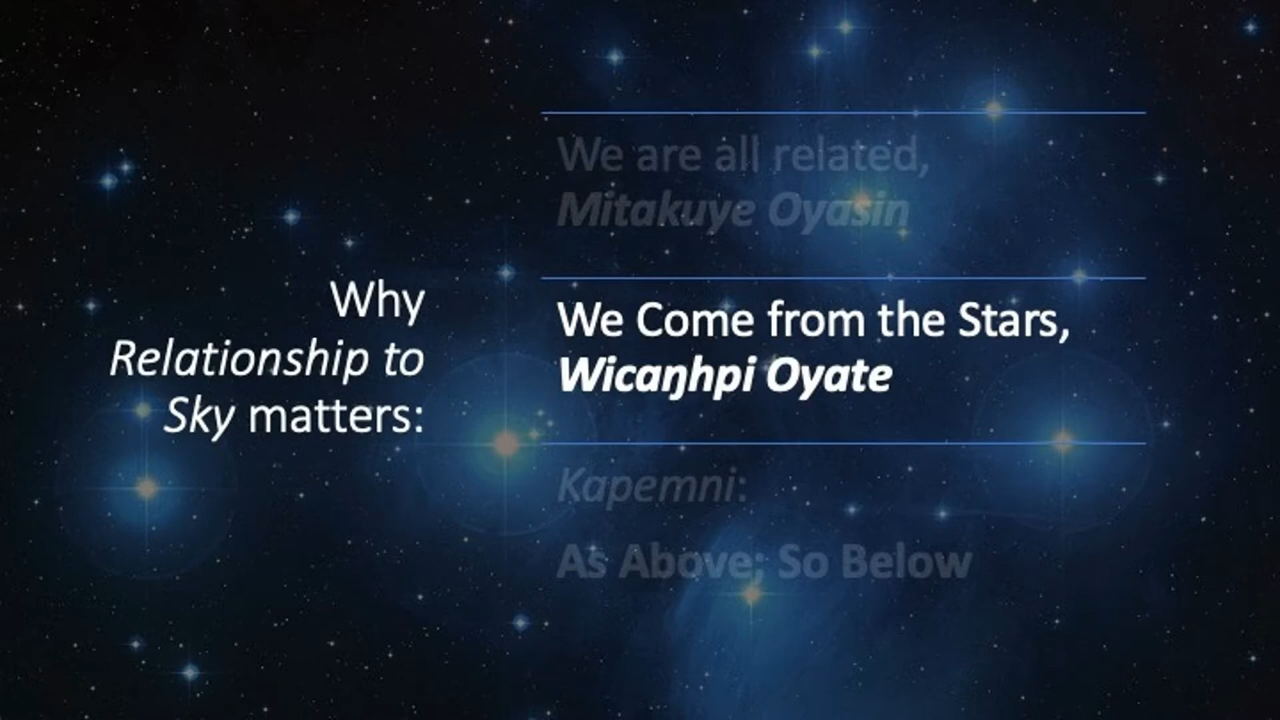 Why
Relationship to
Sky matters:
We are all related,
Mitakuye Oyasin
We Come from the Stars,
Wicaŋhpi Oyate
Kapemni:
As Above; So Below